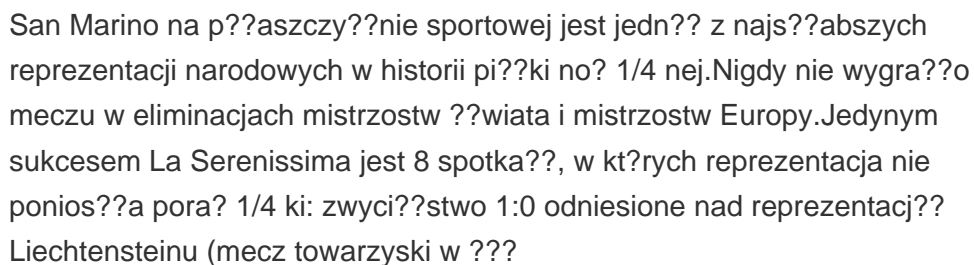 San Marino na p??aszczy??nie sportowej jest jedn?? z najs??abszych
reprezentacji narodowych w historii pi??ki no? 1/4 nej.Nigdy nie wygra??o
meczu w eliminacjach mistrzostw ??wiata i mistrzostw Europy.Jedynym
sukcesem La Serenissima jest 8 spotka??, w kt?rych reprezentacja nie
ponios??a pora? 1/4 ki: zwyci??stwo 1:0 odniesione nad reprezentacj??
Liechtensteinu (mecz towarzyski w ???